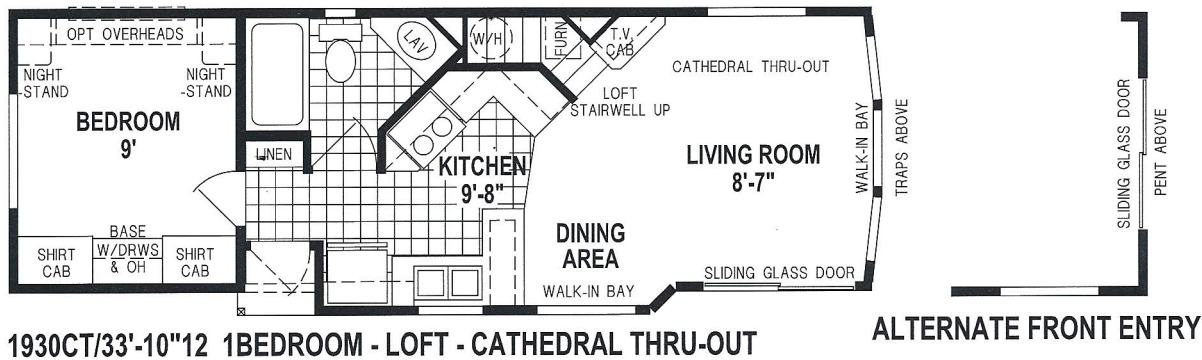 OPT OVERHEADS
NIGHT
-STAND
NIGHT
-STAND
BEDROOM
9'
BASE
W/DRWS
& OH
SHIRT
CAB
SHIRT
CAB
LINEN
LAV
W/H
FURN
T.V.
CAB
LOFT
STAIRWELL UP
KITCHEN
9'-8"
CATHEDRAL THRU-OUT
LIVING ROOM
8'-7"
DINING
AREA
WALK-IN BAY
SLIDING GLASS DOOR
WALK-IN BAY
TRAPS ABOVE
SLIDING GLASS DOOR
PENT ABOVE
1930CT/33'-10"12 1BEDROOM - LOFT - CATHEDRAL THRU-OUT
ALTERNATE FRONT ENTRY